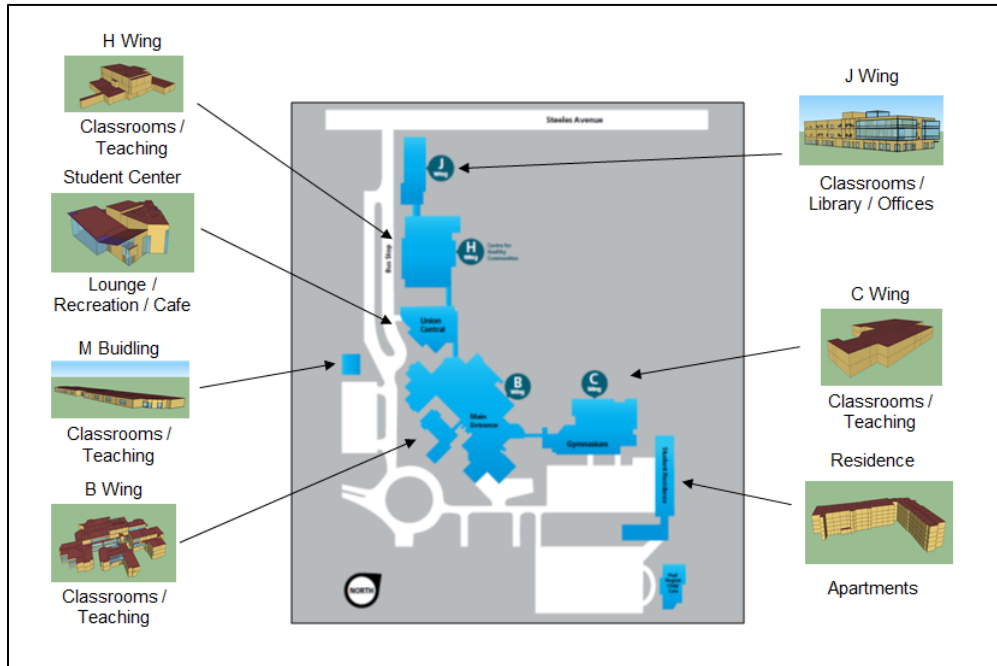 H Wing
Classrooms /
Teaching
Student Center
Lounge /
Recreation / Cafe
M Buidling
Classrooms /
Teaching
B Wing
Classrooms /
Teaching
Steeles Avenue
J
Wing
Bus Stop
H
Wing
Centre for
Healthy
Communities
Union
Central
B
Wing
C
Wing
Main
Entrance
Gymnasium
Student Residence
NORTH
J Wing
Classrooms /
Library / Offices
C Wing
Classrooms /
Teaching
Residence
Apartments